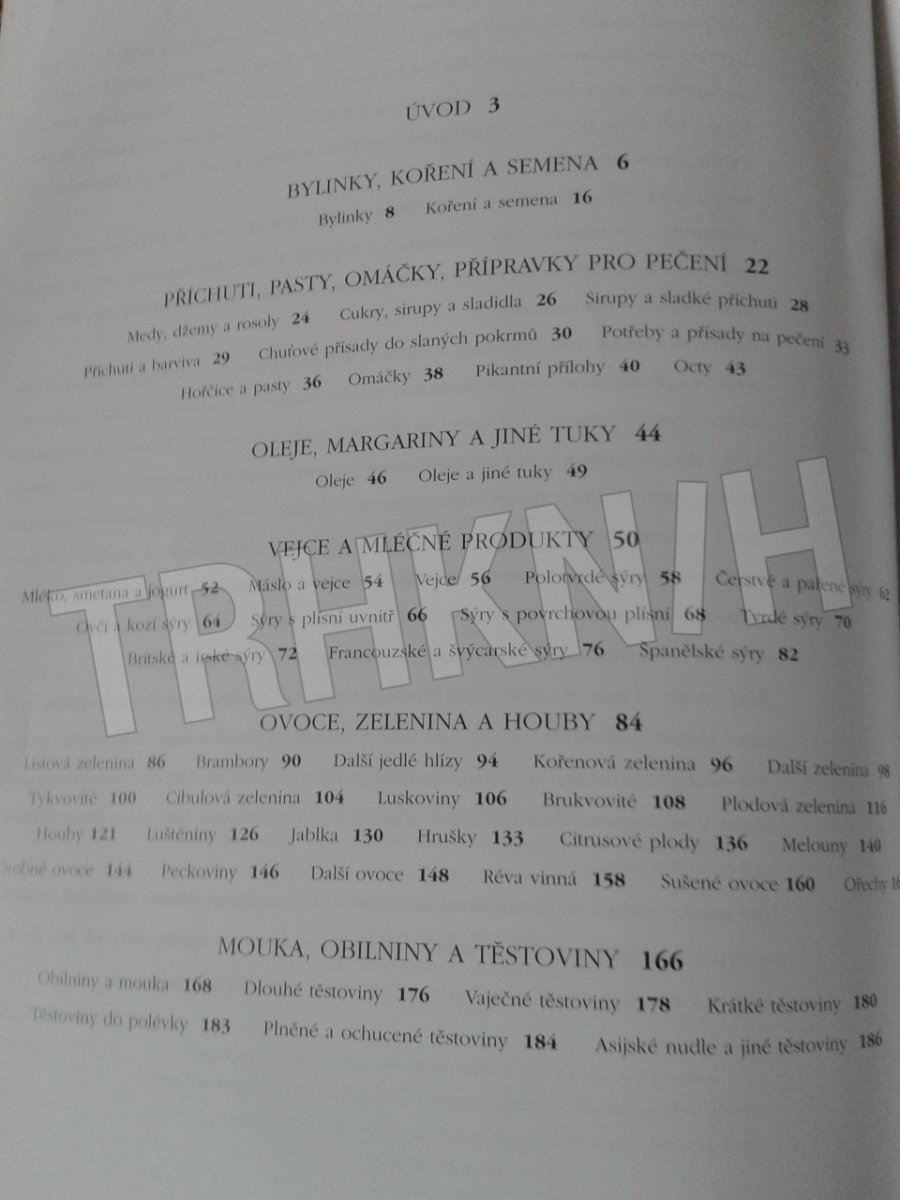 ÚVOD 3
BYLINKY, KOŘENÍ A SEMENA 6
Bylinky 8 Koření a semena 16
PŘÍCHUTI, PASTY, OMÁČKY, PŘÍPRAVKY PRO PEČENÍ 22
Medy, džemy a rosoly 24 Cukry, sirupy a sladidla 26 Sirupy a sladké příchuti 28
Příchuti a barviva 29 Chuťové přísady do slaných pokrmů 30 Potřeby a přísady na pečení 33
Hořčice a pasty 36 Omáčky 38 Pikantní přílohy 40 Octy 43
OLEJE, MARGARINY A JINÉ TUKY 44
Oleje 46 Oleje a jiné tuky 49
VEJCE A MLÉČNÉ PRODUKTY 50
Mléko, smetana a jogurt 52 Máslo a vejce 54 Vejce 56 Polotvrdé sýry 58 Čerstvé a pařené sýry 62
Ovčí a kozí sýry 64 Sýry s plísní uvnitř 66 Sýry s povrchovou plísní 68 Tvrdé sýry 70
Britské a irské sýry 72 Francouzské a švýcarské sýry 76 Španělské sýry 82
TRHKN/H
OVOCE, ZELENINA A HOUBY 84
Listová zelenina 86 Brambory 90 Další jedlé hlízy 94 Kořenová zelenina 96 Další zelenina 98
Tykvovité 100 Cibulová zelenina 104 Luskoviny 106 Brukvovité 108 Plodová zelenina 116
Houby 121 Luštěniny 126 Jablka 130 Hrušky 133 Citrusové plody 136 Melouny 140
Drobné ovoce 144 Peckoviny 146 Další ovoce 148 Réva vinná 158 Sušené ovoce 160 Ořechy
MOUKA, OBILNINY A TĚSTOVINY 166
Obilniny a mouka 168 Dlouhé těstoviny 176 Vaječné těstoviny 178 Krátké těstoviny 180
Těstoviny do polévky 183 Plněné a ochucené těstoviny 184 Asijské nudle a jiné těstoviny 186